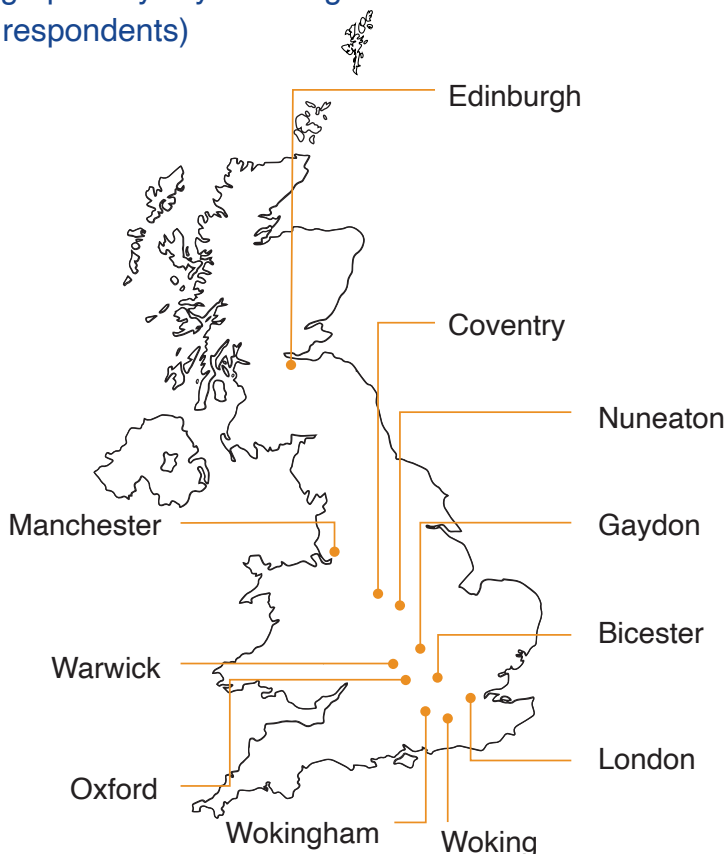 respondents)
Edinburgh
Coventry
Nuneaton
Manchester
Gaydon
Bicester
Warwick
London
Oxford
Wokingham
Woking